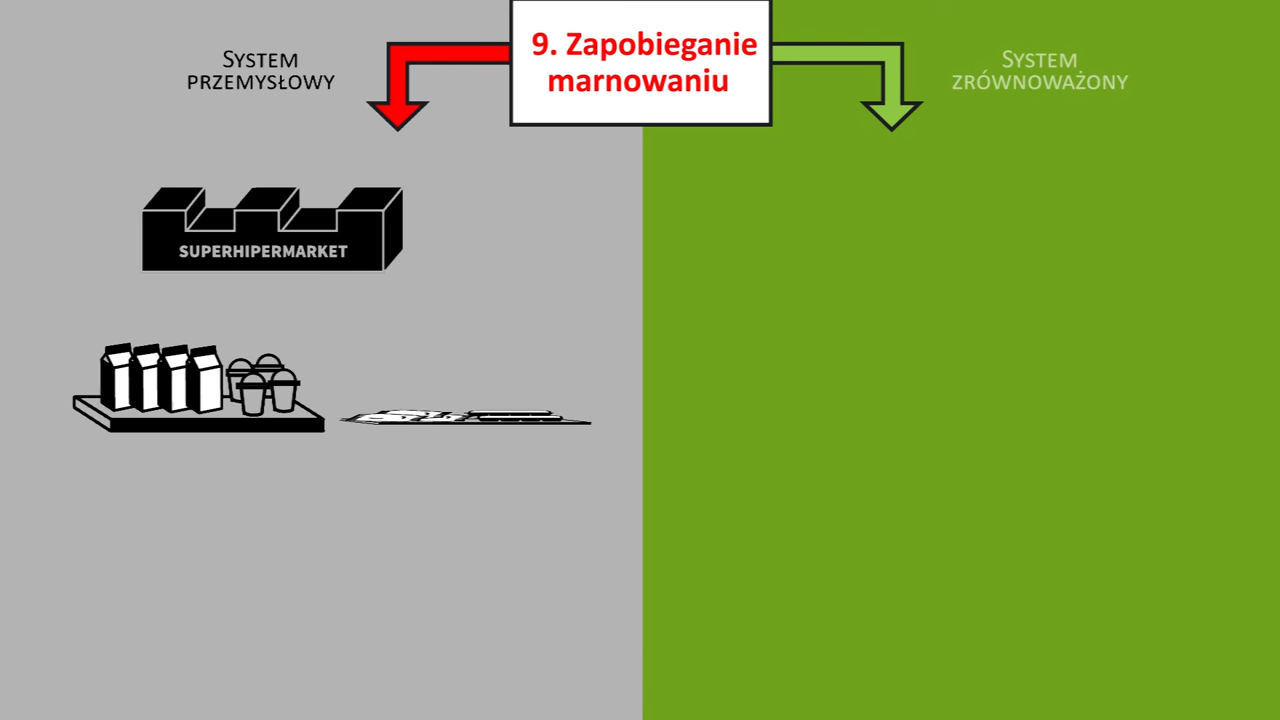 9. Zapobieganie
marnowaniu
System
przemysłowy
System
zrównoważony
SUPERHIPERMARKET